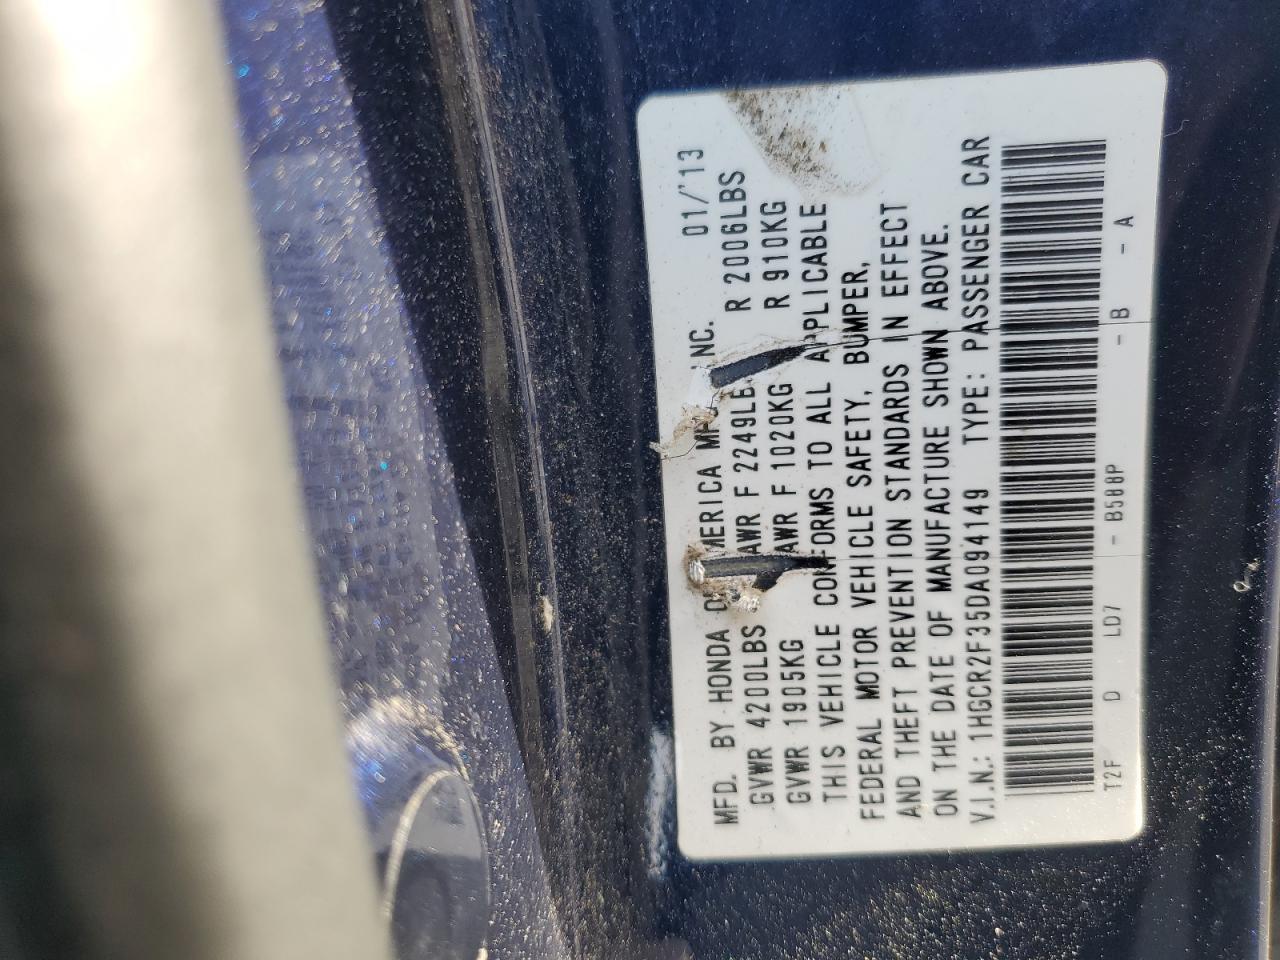 MFD. BY HONDA OF AMERICA MFG., INC. 01/'13
GVWR 4200LBS GAWR F 2249LBS R 2006LBS
GVWR 1905KG GAWR F 1020KG R 910KG
THIS VEHICLE CONFORMS TO ALL APPLICABLE
FEDERAL MOTOR VEHICLE SAFETY, BUMPER,
AND THEFT PREVENTION STANDARDS IN EFFECT
ON THE DATE OF MANUFACTURE SHOWN ABOVE.
V.I.N.: 1HGCR2F35DA094149 TYPE: PASSENGER CAR
T2F D LD7 - B588P - B - A